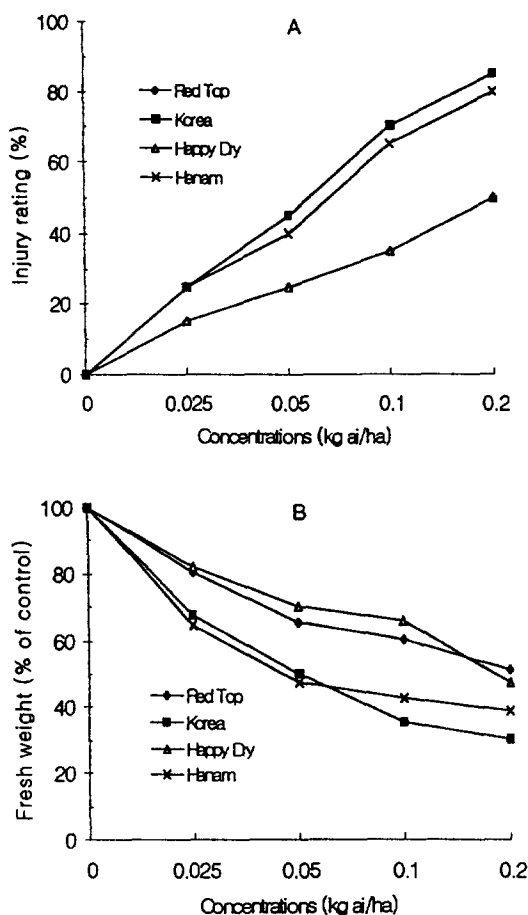 A
100
80
60
40
20
0
Injury rating (%)
Red Top
Korea
Happy Dry
Hanam
0 0.025 0.05 0.1 0.2
Concentrations (kg ai/ha)
B
100
80
60
40
20
0
Fresh weight (% of control)
Red Top
Korea
Happy Dry
Hanam
0 0.025 0.05 0.1 0.2
Concentrations (kg ai/ha)